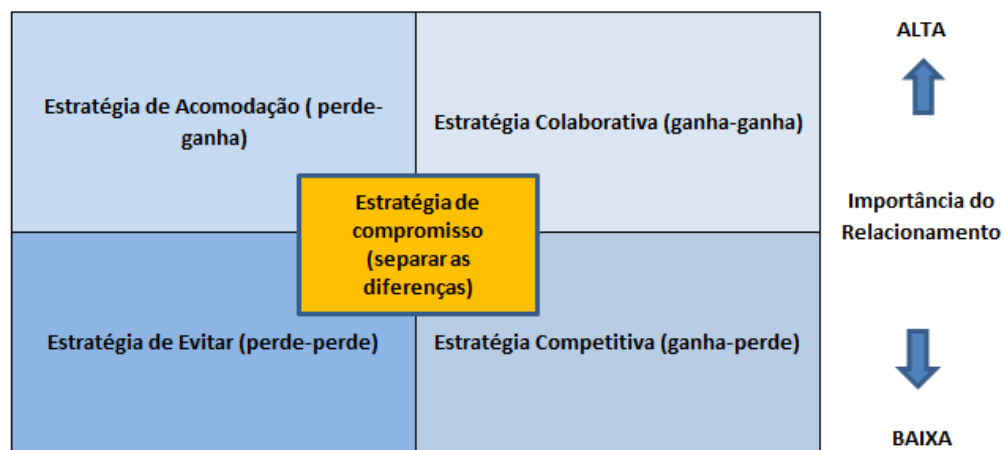 Estratégia de Acomodação ( perde-
ganha)
Estratégia Colaborativa (ganha-ganha)
Estratégia de
compromisso
(separar as
diferenças)
Estratégia de Evitar (perde-perde)
Estratégia Competitiva (ganha-perde)
ALTA
Importância do
Relacionamento
BAIXA